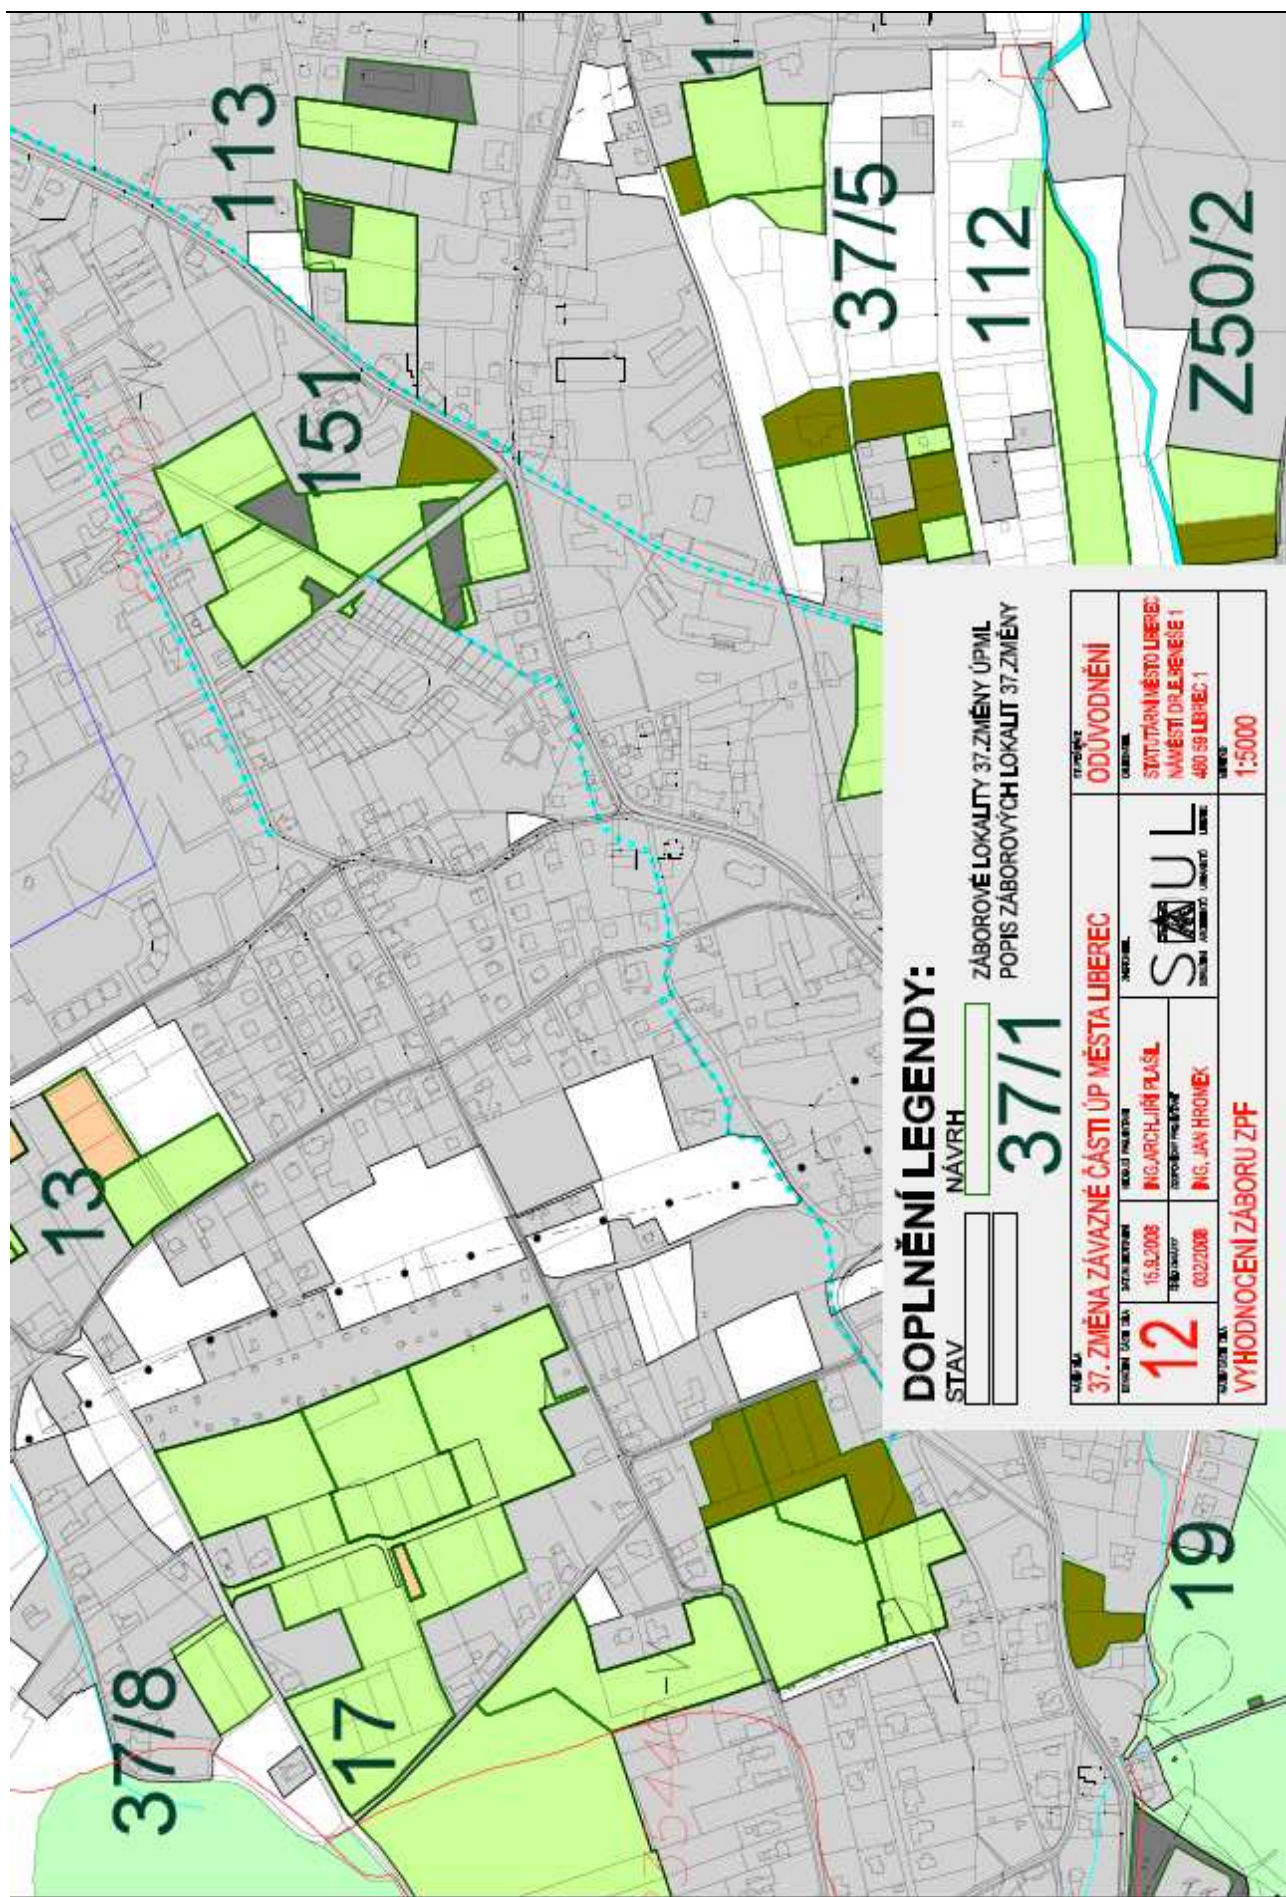 113
151
37/5
112
Z50/2
13
37/8
17
19
DOPLNĚNÍ LEGENDY:
STAV
NÁVRH
ZÁBOROVÉ LOKALITY 37.ZMĚNY ÚPML
37/1
POPIS ZÁBOROVÝCH LOKALIT 37.ZMĚNY
37. ZMĚNA ZÁVAZNÉ ČÁSTI ÚP MĚSTA LIBEREC
ODŮVODNĚNÍ
12
15.9.2008
ING.ARCH.JIŘÍ PLAŠIL
002/2008
ING. JAN HROMEK
SAUL
STATUTÁRNÍ MĚSTO LIBEREC
NÁMĚSTÍ DR.E.BENEŠE 1
460 59 LIBEREC 1
VYHODNOCENÍ ZÁBORU ZPF
1:5000